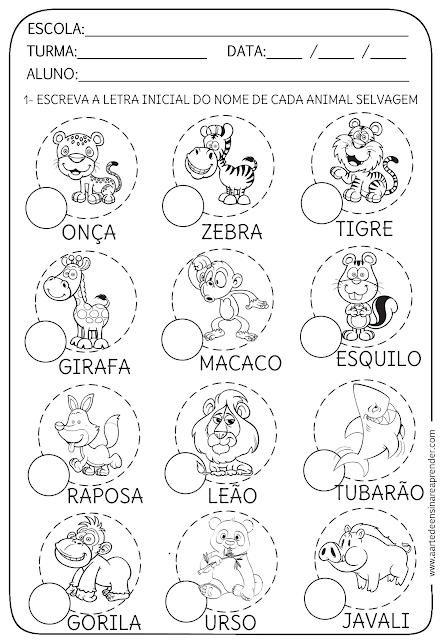 ESCOLA:
TURMA: DATA: / /
ALUNO:
1- ESCREVA A LETRA INICIAL DO NOME DE CADA ANIMAL SELVAGEM
ONÇA
ZEBRA
TIGRE
GIRAFA
MACACO
ESQUILO
RAPOSA
LEÃO
TUBARÃO
GORILA
URSO
JAVALI
www.aartedeensinareaprender.com